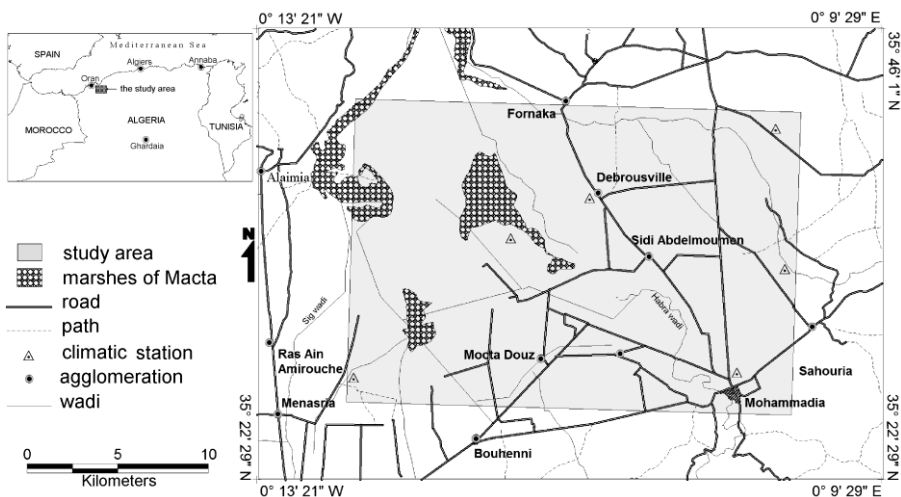 0° 13' 21" W
0° 9' 29" E
35° 46' 1" N
Mediterranean Sea
SPAIN
Algiers
Annaba
Oran
the study area
MOROCCO
ALGERIA
TUNISIA
Ghardaia
Fornaka
Alaimia
Debrousville
Sidi Abdelmoumen
N
study area
marshes of Macta
road
path
climatic station
agglomeration
wadi
Sig wadi
Habra wadi
Ras Ain
Amirouche
Mocta Douz
Sahouria
Menasria
Mohammadia
Bouhenni
35° 22' 29" N
35° 22' 29" N
0 5 10
Kilometers
0° 13' 21" W
0° 9' 29" E